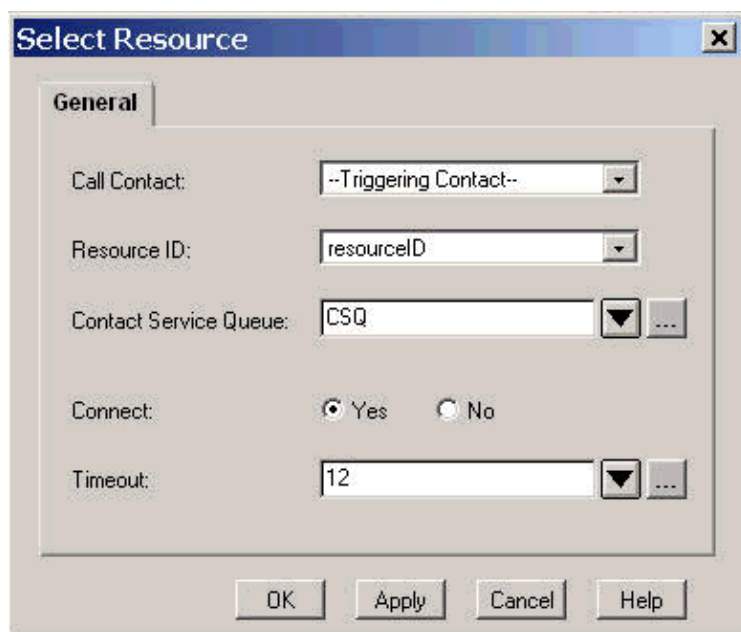 Select Resource
General
Call Contact: --Triggering Contact--
Resource ID: resourceID
Contact Service Queue: CSQ ...
Connect: Yes No
Timeout: 12 ...
OK Apply Cancel Help